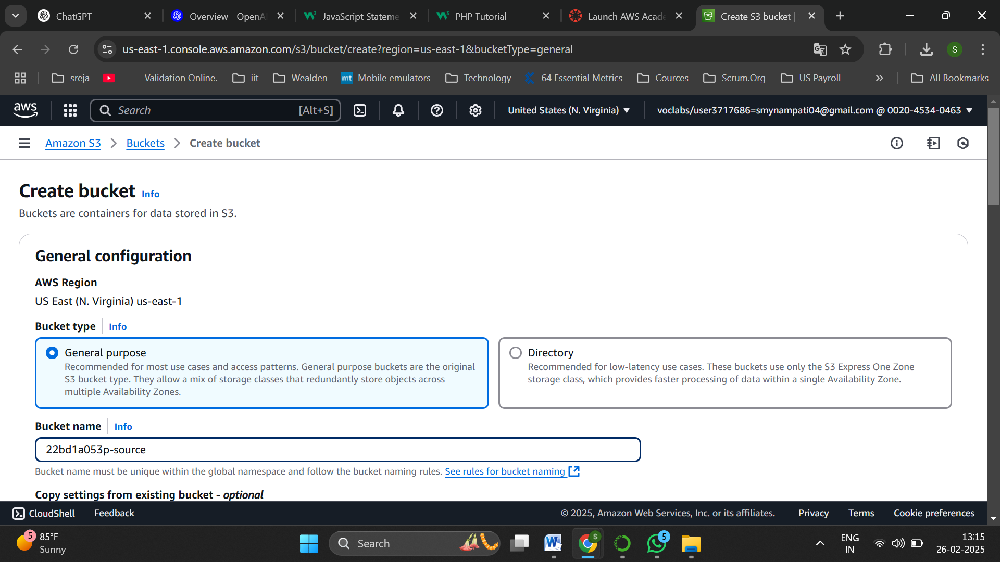 ChatGPT
Overview - OpenA
JavaScript Stateme
PHP Tutorial
Launch AWS Acade
Create S3 bucket |
us-east-1.console.aws.amazon.com/s3/bucket/create?region=us-east-1&bucketType=general
S
sreja
Validation Online.
iit
Wealden
mt Mobile emulators
Technology
64 Essential Metrics
Cources
Scrum.Org
US Payroll
All Bookmarks
aws
Search [Alt+S]
United States (N. Virginia)
voclabs/user3717686=smynampati04@gmail.com @ 0020-4534-0463
Amazon S3
Buckets
Create bucket
Create bucket Info
Buckets are containers for data stored in S3.
General configuration
AWS Region
US East (N. Virginia) us-east-1
Bucket type Info
General purpose
Recommended for most use cases and access patterns. General purpose buckets are the original
S3 bucket type. They allow a mix of storage classes that redundantly store objects across
multiple Availability Zones.
Directory
Recommended for low-latency use cases. These buckets use only the S3 Express One Zone
storage class, which provides faster processing of data within a single Availability Zone.
Bucket name Info
22bd1a053p-source
Bucket name must be unique within the global namespace and follow the bucket naming rules. See rules for bucket naming
Copy settings from existing bucket - optional
CloudShell
Feedback
© 2025, Amazon Web Services, Inc. or its affiliates.
Privacy
Terms
Cookie preferences
5
85°F
Sunny
Search
W
S
5
ENG
IN
13:15
26-02-2025